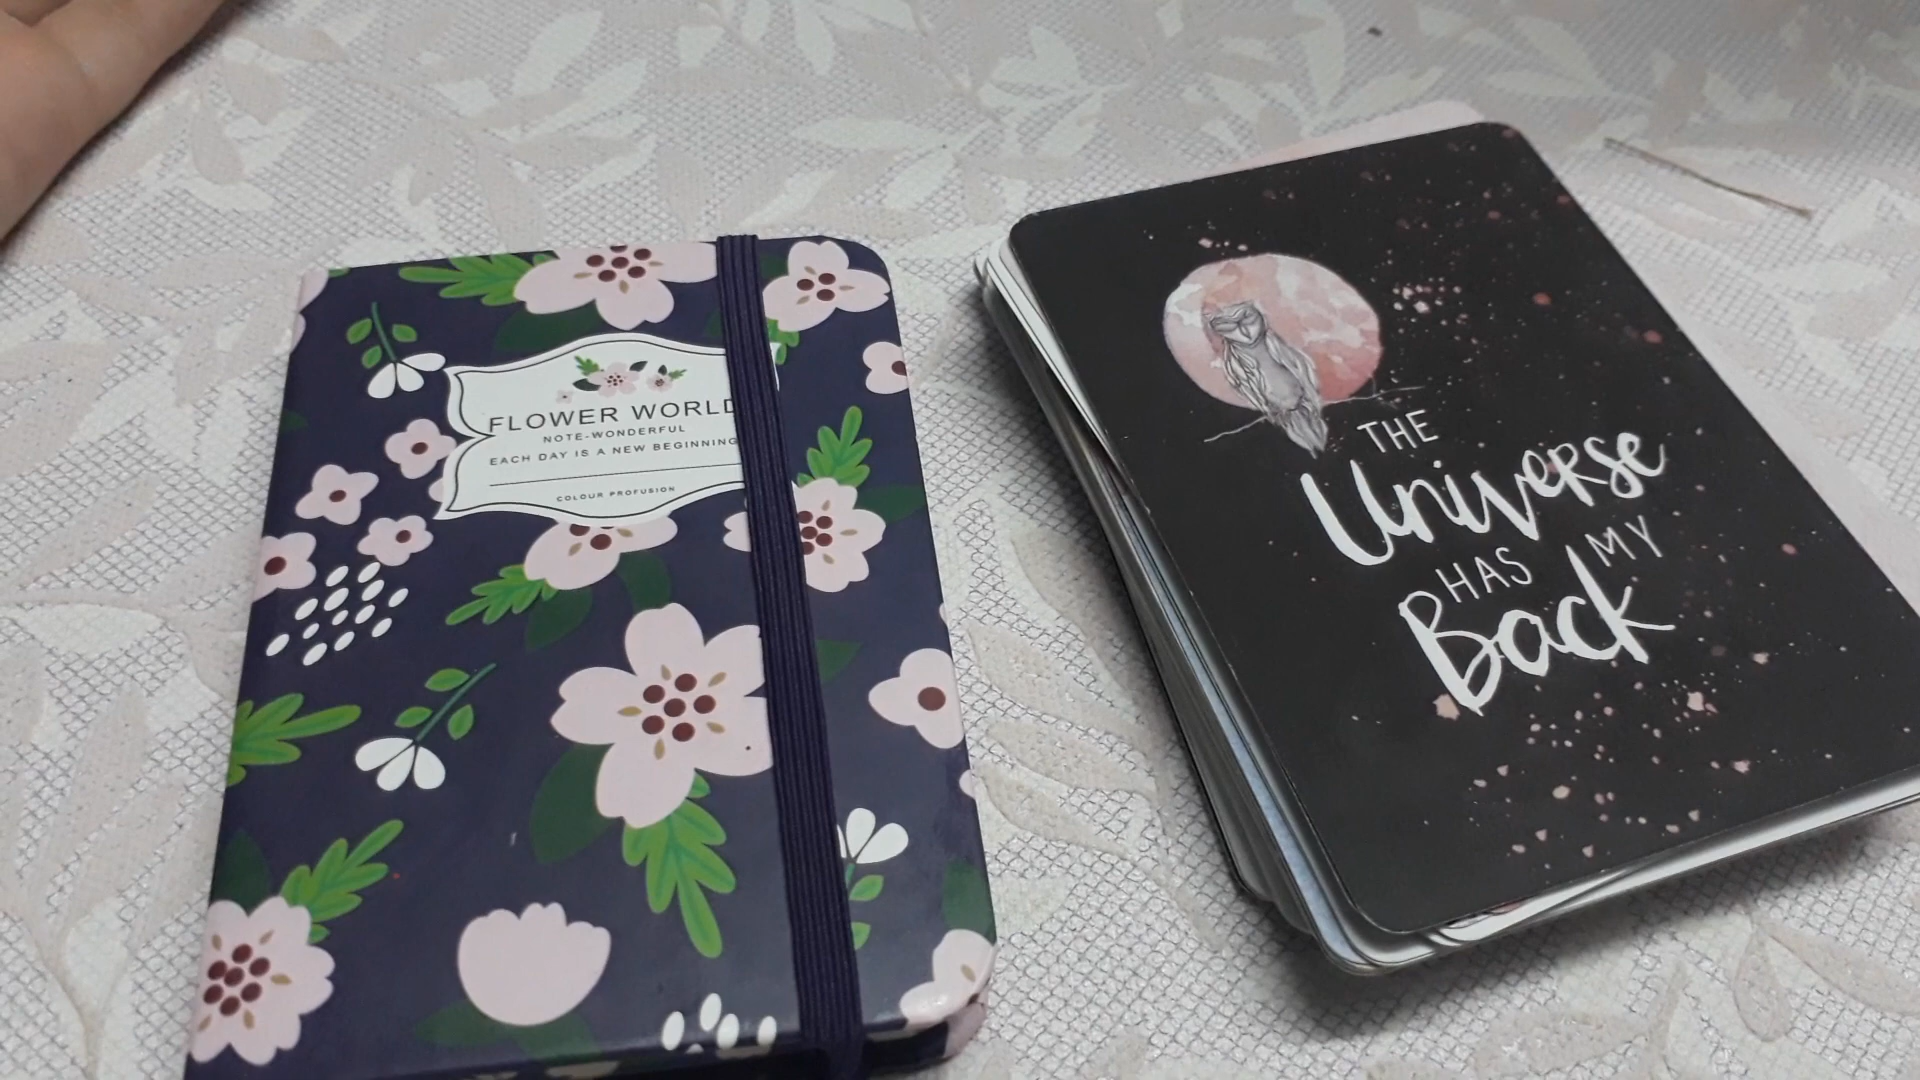 FLOWER WORLD
NOTE-WONDERFUL
EACH DAY IS A NEW BEGINNING
COLOUR PROFUSION
THE
Universe
HAS MY
Back